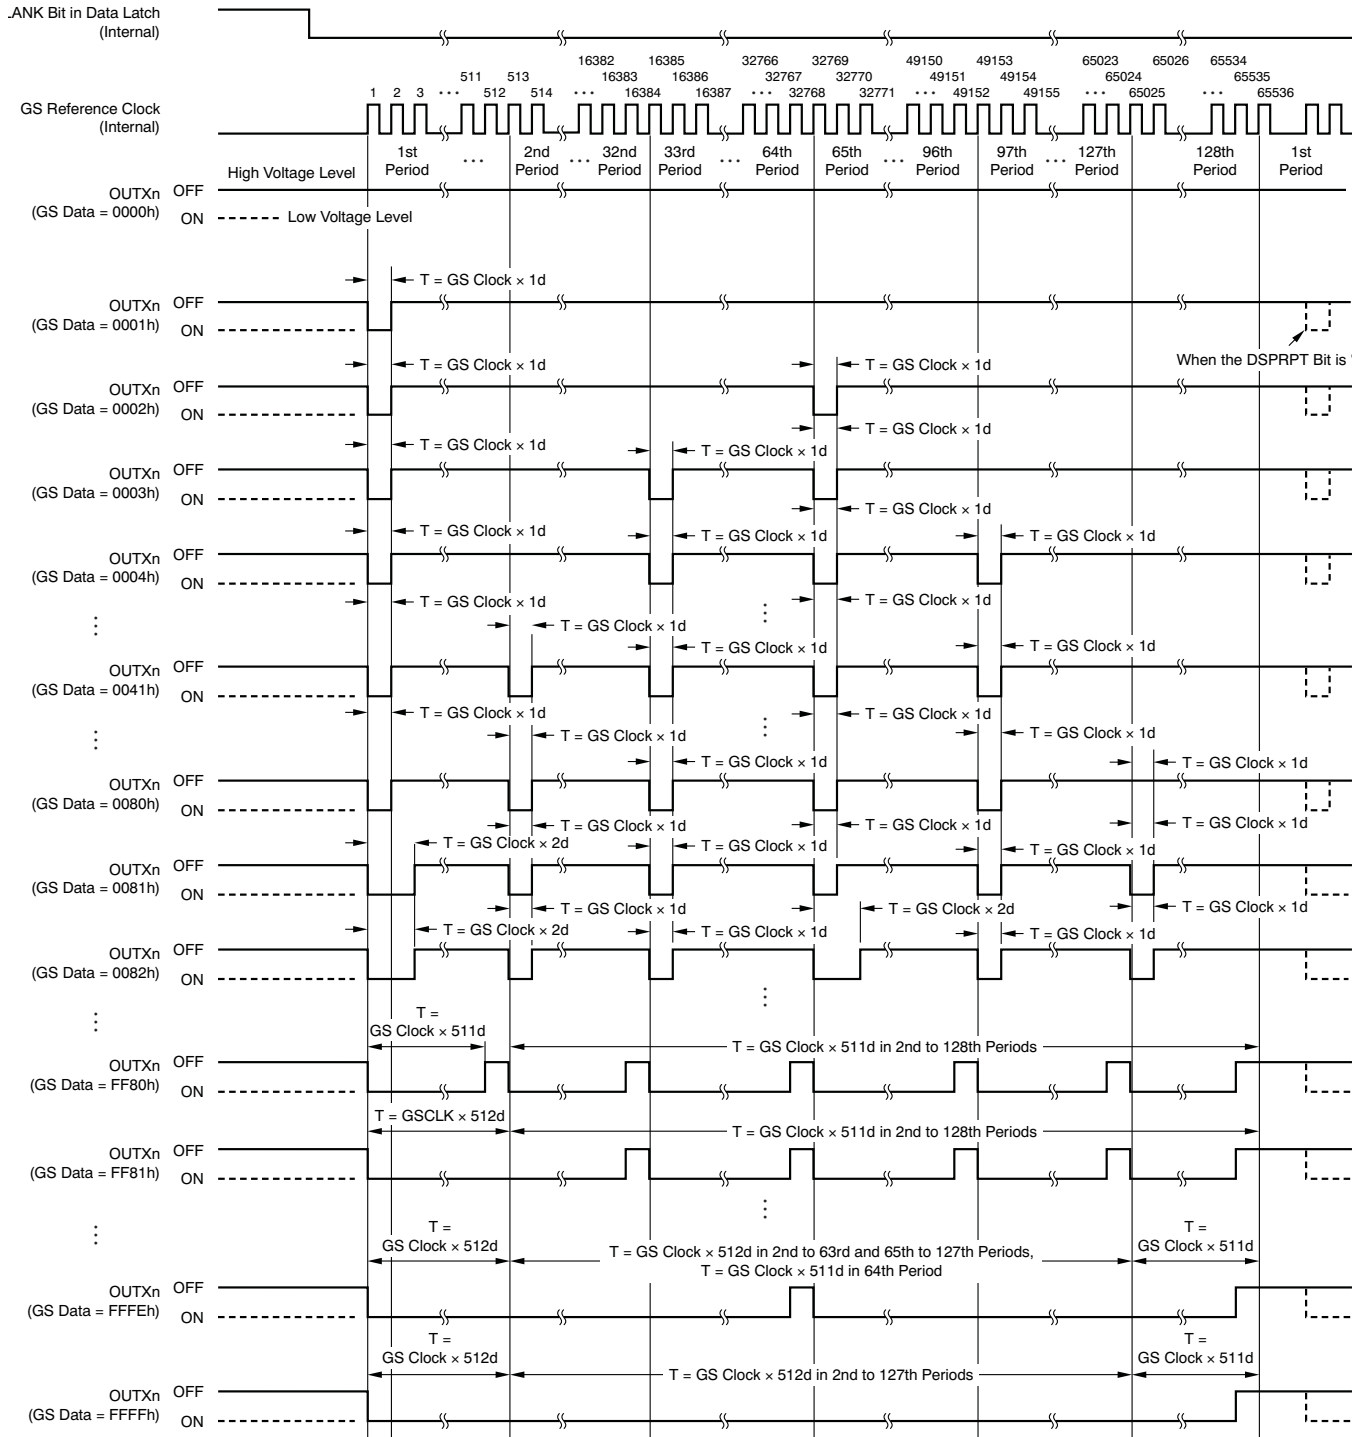 .ANK Bit in Data Latch
(Internal)
16382 16385 32766 32769 49150 49153 65023 65026 65534
16383 16386 32767 32770 49151 49154 65024 65535
511 513
1 2 3 ... 512 514 ... 16384 16387 ... 32768 32771 ... 49152 49155 ... 65025 ... 65536
GS Reference Clock
(Internal)
1st Period ... 2nd Period ... 32nd Period 33rd Period ... 64th Period 65th Period ... 96th Period 97th Period ... 127th Period 128th Period 1st Period
High Voltage Level
OUTXn OFF
(GS Data = 0000h) ON Low Voltage Level
T = GS Clock × 1d
OUTXn OFF
(GS Data = 0001h) ON
When the DSPRPT Bit is '
T = GS Clock × 1d T = GS Clock × 1d
OUTXn OFF
(GS Data = 0002h) ON
T = GS Clock × 1d
T = GS Clock × 1d T = GS Clock × 1d
OUTXn OFF
(GS Data = 0003h) ON
T = GS Clock × 1d
T = GS Clock × 1d T = GS Clock × 1d T = GS Clock × 1d
OUTXn OFF
(GS Data = 0004h) ON
T = GS Clock × 1d T = GS Clock × 1d
T = GS Clock × 1d
T = GS Clock × 1d T = GS Clock × 1d
OUTXn OFF
(GS Data = 0041h) ON
T = GS Clock × 1d T = GS Clock × 1d
T = GS Clock × 1d T = GS Clock × 1d
T = GS Clock × 1d T = GS Clock × 1d
OUTXn OFF
(GS Data = 0080h) ON
T = GS Clock × 1d T = GS Clock × 1d T = GS Clock × 1d
T = GS Clock × 2d T = GS Clock × 1d T = GS Clock × 1d
OUTXn OFF
(GS Data = 0081h) ON
T = GS Clock × 1d T = GS Clock × 2d T = GS Clock × 1d
T = GS Clock × 2d T = GS Clock × 1d T = GS Clock × 1d
OUTXn OFF
(GS Data = 0082h) ON
T =
GS Clock × 511d
T = GS Clock × 511d in 2nd to 128th Periods
OUTXn OFF
(GS Data = FF80h) ON
T = GSCLK × 512d
T = GS Clock × 511d in 2nd to 128th Periods
OUTXn OFF
(GS Data = FF81h) ON
T =
GS Clock × 512d
T = GS Clock × 512d in 2nd to 63rd and 65th to 127th Periods,
T = GS Clock × 511d in 64th Period
T =
GS Clock × 511d
OUTXn OFF
(GS Data = FFFEh) ON
T =
GS Clock × 512d
T = GS Clock × 512d in 2nd to 127th Periods
T =
GS Clock × 511d
OUTXn OFF
(GS Data = FFFFh) ON